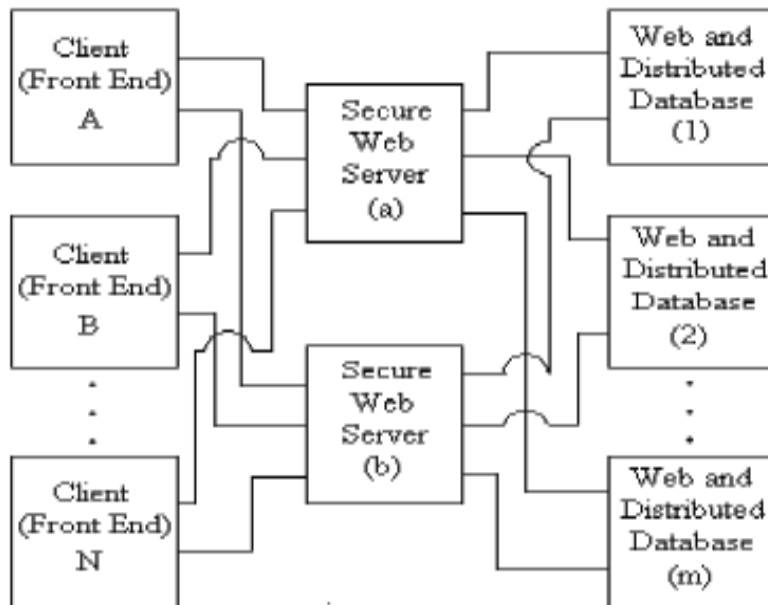 Client
(Front End)
A
Client
(Front End)
B
Client
(Front End)
N
Secure
Web
Server
(a)
Secure
Web
Server
(b)
Web and
Distributed
Database
(1)
Web and
Distributed
Database
(2)
Web and
Distributed
Database
(m)